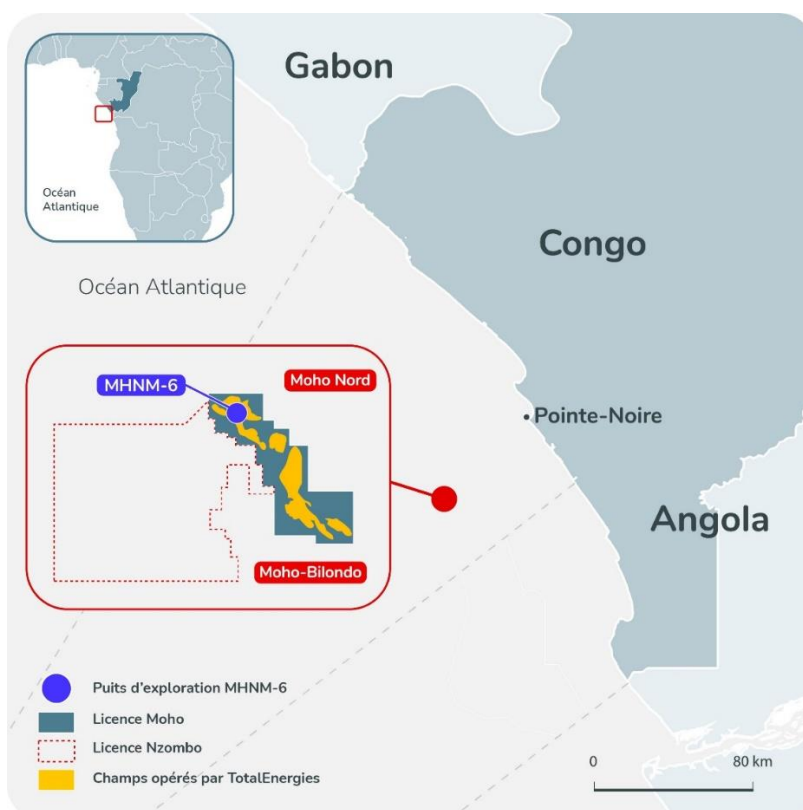 Gabon
Océan
Atlantique
Congo
Océan Atlantique
MHNM-6
Moho Nord
Pointe-Noire
Angola
Moho-Bilondo
Puits d'exploration MHNM-6
Licence Moho
Licence Nzombo
Champs opérés par TotalEnergies
0 80 km